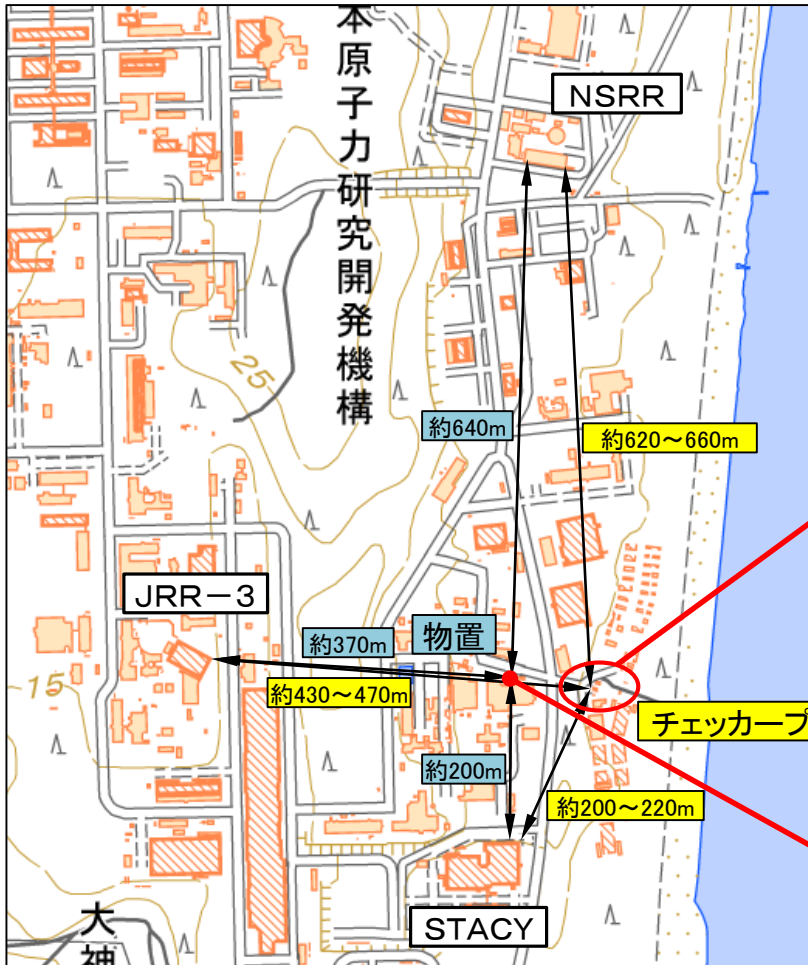 本原子力研究開発機構
NSRR
25
約640m
約620～660m
JRR－3
約370m
物置
15
約430～470m
チェッカープ
約200m
約200～220m
STACY
大神